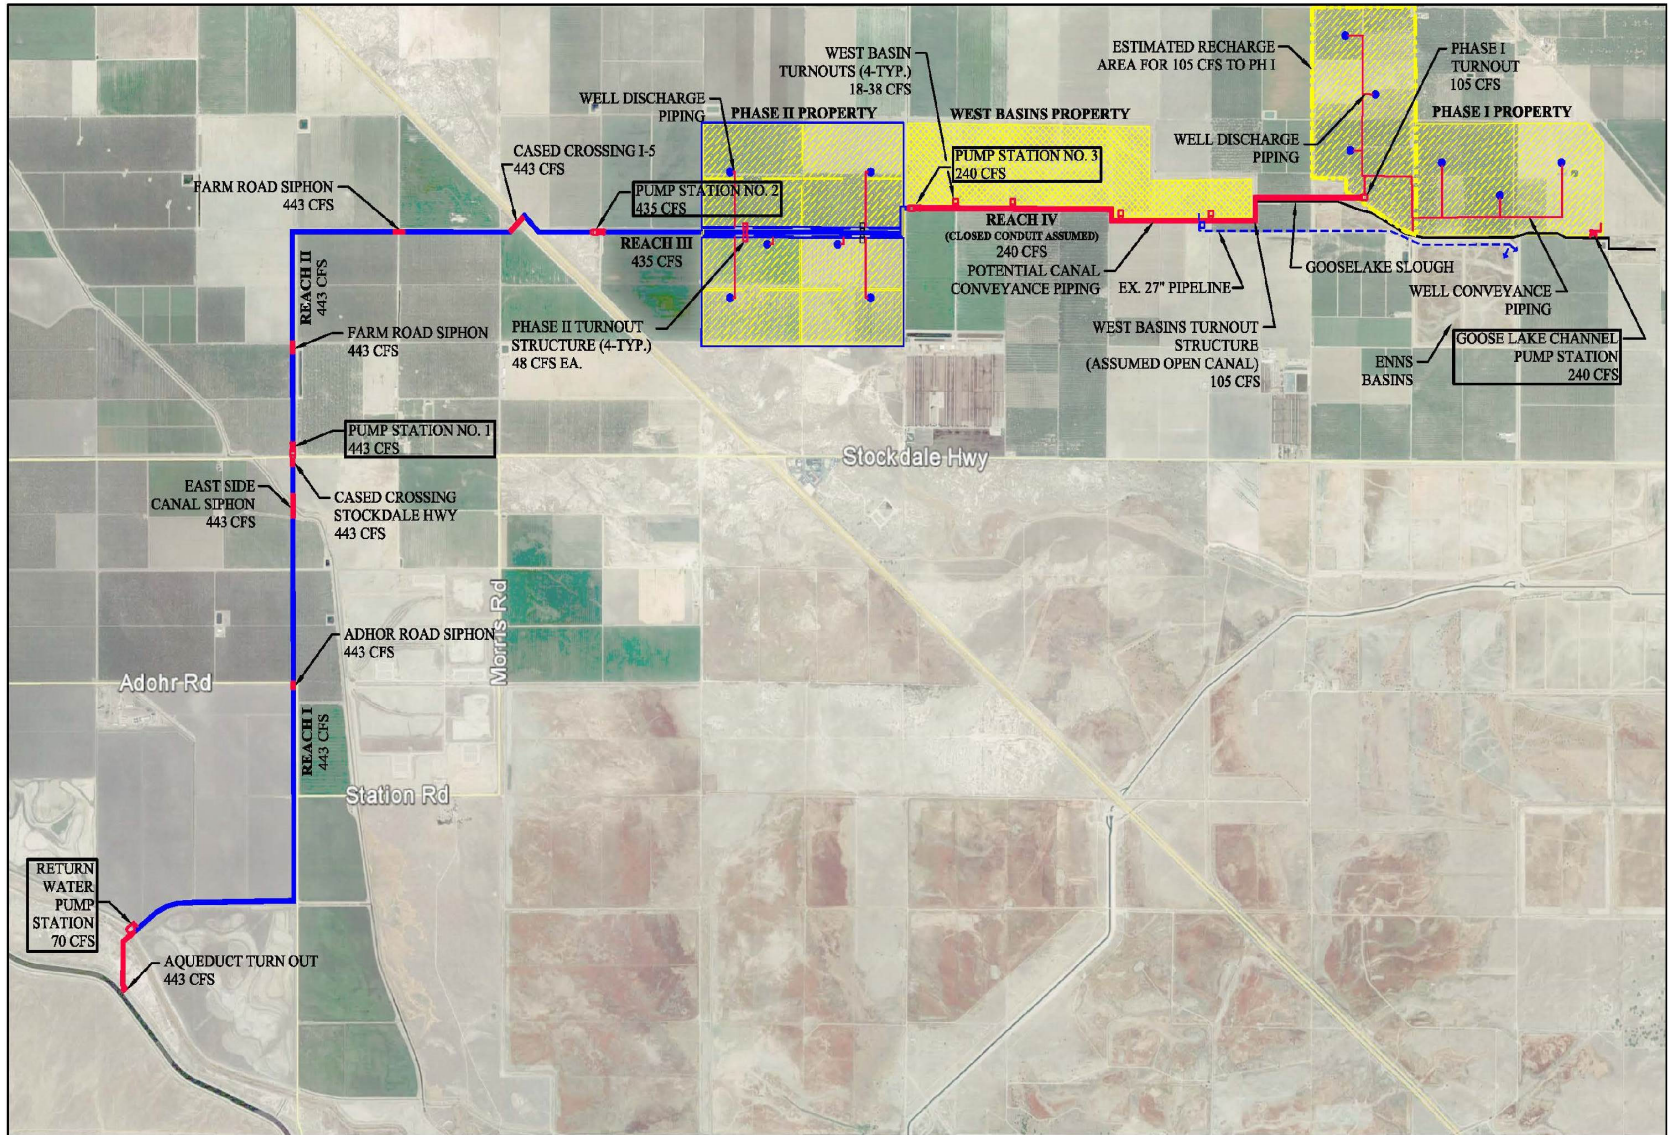 WEST BASIN
TURNOUTS (4-TYP.)
18-38 CFS
ESTIMATED RECHARGE
AREA FOR 105 CFS TO PH I
PHASE I
TURNOUT
105 CFS
WELL DISCHARGE
PIPING
PHASE II PROPERTY
WEST BASINS PROPERTY
PHASE I PROPERTY
WELL DISCHARGE
PIPING
CASED CROSSING I-5
443 CFS
PUMP STATION NO. 3
240 CFS
FARM ROAD SIPHON
443 CFS
PUMP STATION NO. 2
435 CFS
REACH III
435 CFS
REACH IV
(CLOSED CONDUIT ASSUMED)
240 CFS
POTENTIAL CANAL
CONVEYANCE PIPING
EX. 27" PIPELINE
GOOSELAKE SLOUGH
WELL CONVEYANCE
PIPING
REACH II
443 CFS
FARM ROAD SIPHON
443 CFS
PHASE II TURNOUT
STRUCTURE (4-TYP.)
48 CFS EA.
WEST BASINS TURNOUT
STRUCTURE
(ASSUMED OPEN CANAL)
105 CFS
ENNS
BASINS
GOOSE LAKE CHANNEL
PUMP STATION
240 CFS
PUMP STATION NO. 1
443 CFS
Stockdale Hwy
EAST SIDE
CANAL SIPHON
443 CFS
CASED CROSSING
STOCKDALE HWY
443 CFS
Morris Rd
ADHOR ROAD SIPHON
443 CFS
Adohr Rd
REACH I
443 CFS
Station Rd
RETURN
WATER
PUMP
STATION
70 CFS
AQUEDUCT TURN OUT
443 CFS